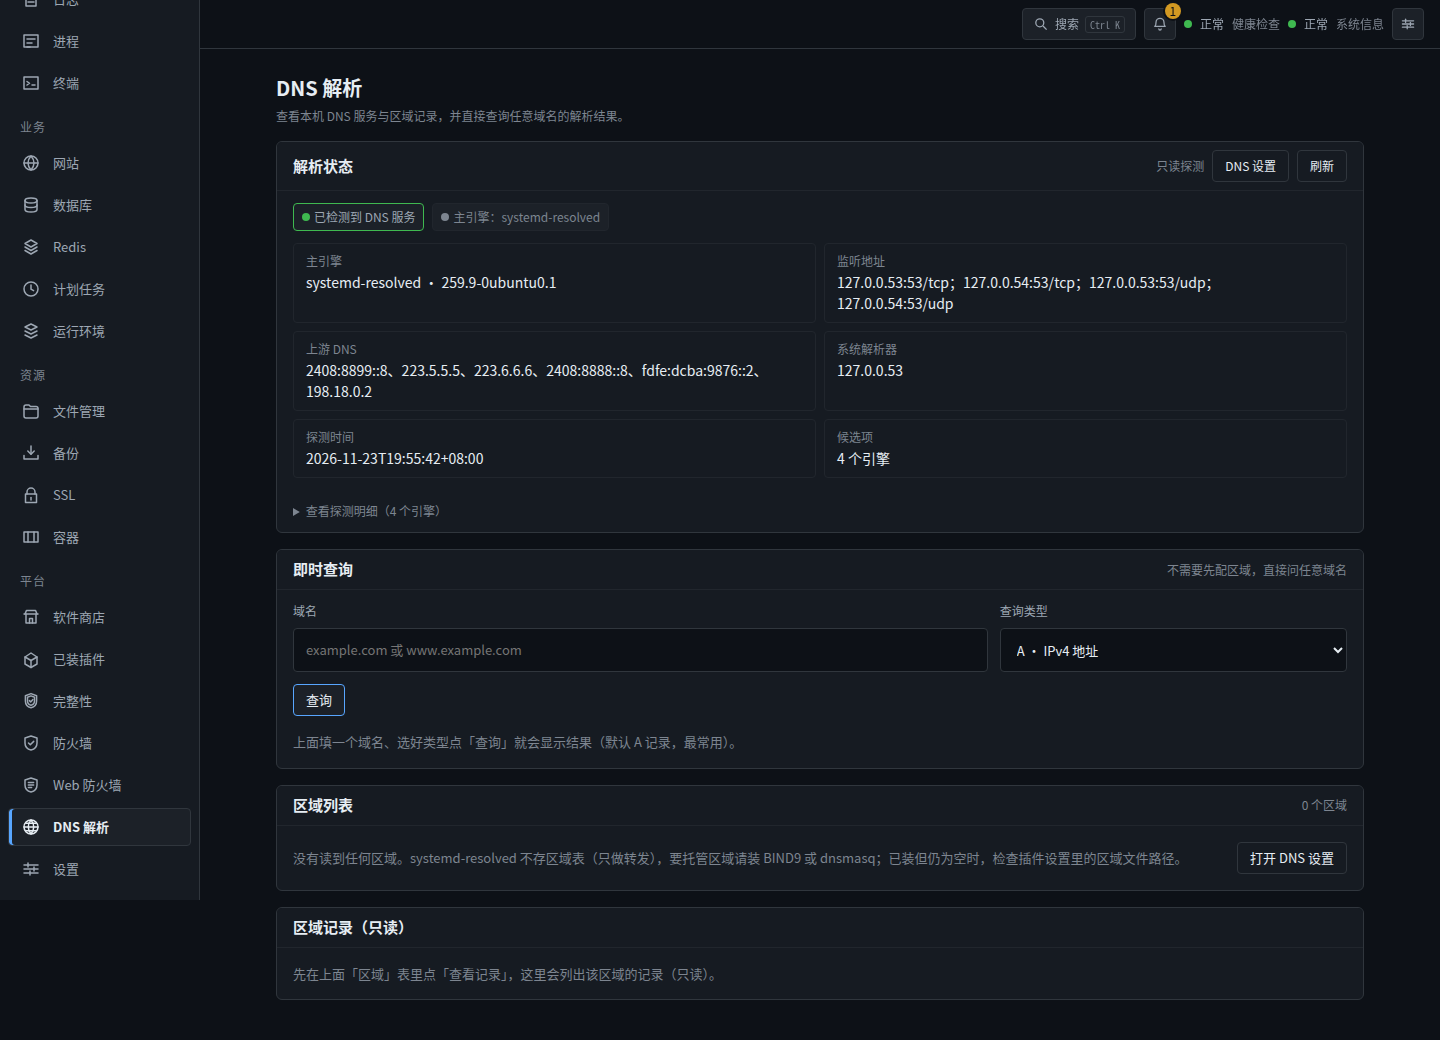 日志
进程
终端
业务
网站
数据库
Redis
计划任务
运行环境
资源
文件管理
备份
SSL
容器
平台
软件商店
已装插件
完整性
防火墙
Web 防火墙
DNS 解析
设置
搜索 Ctrl K
1
正常 健康检查
正常 系统信息
DNS 解析
查看本机 DNS 服务与区域记录，并直接查询任意域名的解析结果。
解析状态
只读探测
DNS 设置
刷新
已检测到 DNS 服务
主引擎：systemd-resolved
主引擎
systemd-resolved · 259.9-0ubuntu0.1
监听地址
127.0.0.53:53/tcp；127.0.0.54:53/tcp；127.0.0.53:53/udp；
127.0.0.54:53/udp
上游 DNS
2408:8899::8、223.5.5.5、223.6.6.6、2408:8888::8、fdfe:dcba:9876::2、
198.18.0.2
系统解析器
127.0.0.53
探测时间
2026-11-23T19:55:42+08:00
候选项
4 个引擎
查看探测明细（4 个引擎）
即时查询
不需要先配区域，直接问任意域名
域名
example.com 或 www.example.com
查询类型
A · IPv4 地址
查询
上面填一个域名、选好类型点「查询」就会显示结果（默认 A 记录，最常用）。
区域列表
0 个区域
没有读到任何区域。systemd-resolved 不存区域表（只做转发），要托管区域请装 BIND9 或 dnsmasq；已装但仍为空时，检查插件设置里的区域文件路径。
打开 DNS 设置
区域记录（只读）
先在上面「区域」表里点「查看记录」，这里会列出该区域的记录（只读）。